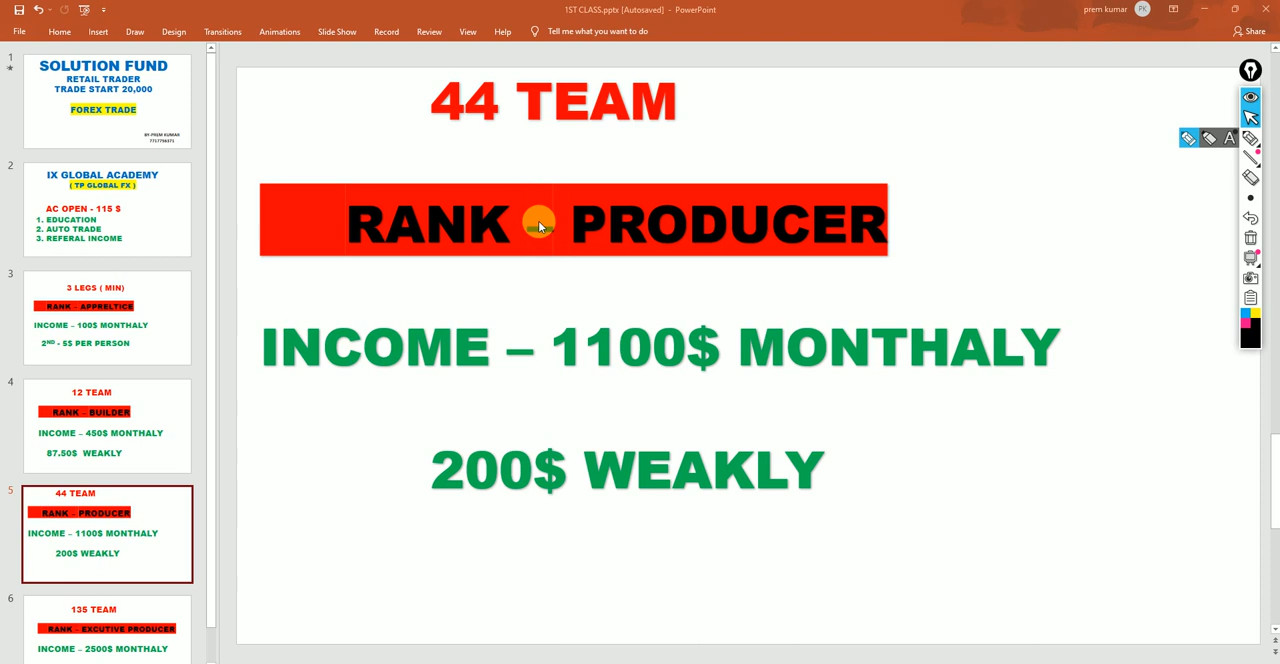 1ST CLASS.pptx [Autosaved] - PowerPoint
prem kumar PK
File Home Insert Draw Design Transitions Animations Slide Show Record Review View Help Tell me what you want to do Share
1
SOLUTION FUND
RETAIL TRADER
TRADE START 20,000
FOREX TRADE
BY-PREM KUMAR
7717756371
2
IX GLOBAL ACADEMY
( TP GLOBAL FX )
AC OPEN - 115 $
1. EDUCATION
2. AUTO TRADE
3. REFERAL INCOME
3
3 LEGS ( MIN)
RANK – APPRELTICE
INCOME – 100$ MONTHALY
2ND - 5$ PER PERSON
4
12 TEAM
RANK – BUILDER
INCOME – 450$ MONTHALY
87.50$ WEAKLY
5
44 TEAM
RANK – PRODUCER
INCOME – 1100$ MONTHALY
200$ WEAKLY
6
135 TEAM
RANK – EXCUTIVE PRODUCER
INCOME – 2500$ MONTHALY
44 TEAM
RANK – PRODUCER
INCOME – 1100$ MONTHALY
200$ WEAKLY
A